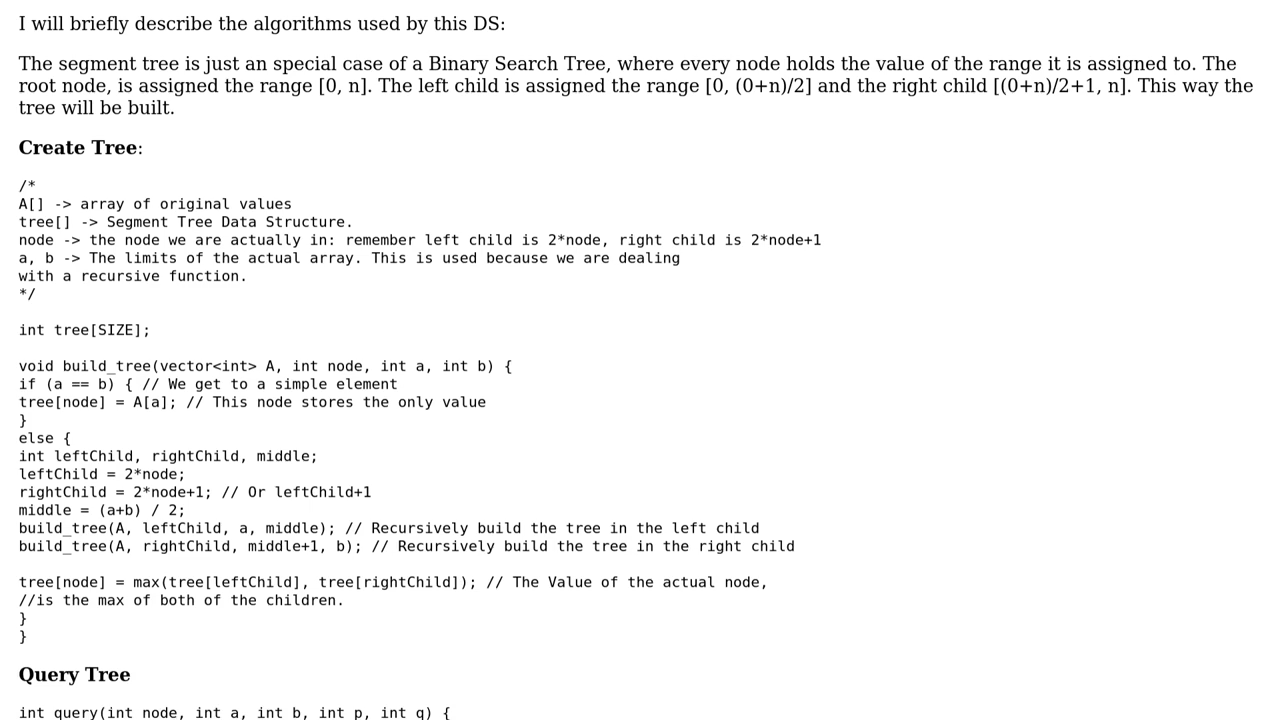 I will briefly describe the algorithms used by this DS:
The segment tree is just an special case of a Binary Search Tree, where every node holds the value of the range it is assigned to. The
root node, is assigned the range [0, n]. The left child is assigned the range [0, (0+n)/2] and the right child [(0+n)/2+1, n]. This way the
tree will be built.
Create Tree:
/*
A[] -> array of original values
tree[] -> Segment Tree Data Structure.
node -> the node we are actually in: remember left child is 2*node, right child is 2*node+1
a, b -> The limits of the actual array. This is used because we are dealing
with a recursive function.
*/
int tree[SIZE];
void build_tree(vector<int> A, int node, int a, int b) {
if (a == b) { // We get to a simple element
tree[node] = A[a]; // This node stores the only value
}
else {
int leftChild, rightChild, middle;
leftChild = 2*node;
rightChild = 2*node+1; // Or leftChild+1
middle = (a+b) / 2;
build_tree(A, leftChild, a, middle); // Recursively build the tree in the left child
build_tree(A, rightChild, middle+1, b); // Recursively build the tree in the right child
tree[node] = max(tree[leftChild], tree[rightChild]); // The Value of the actual node,
//is the max of both of the children.
}
}
Query Tree
int query(int node, int a, int b, int p, int q) {